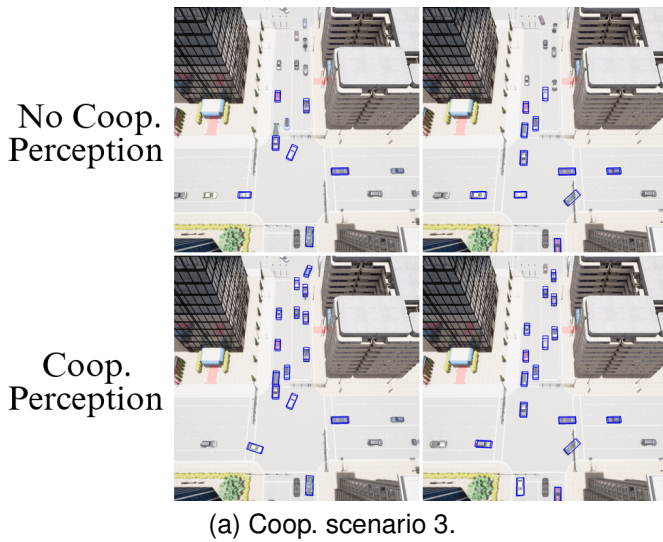 No Coop.
Perception
Coop.
Perception
(a) Coop. scenario 3.